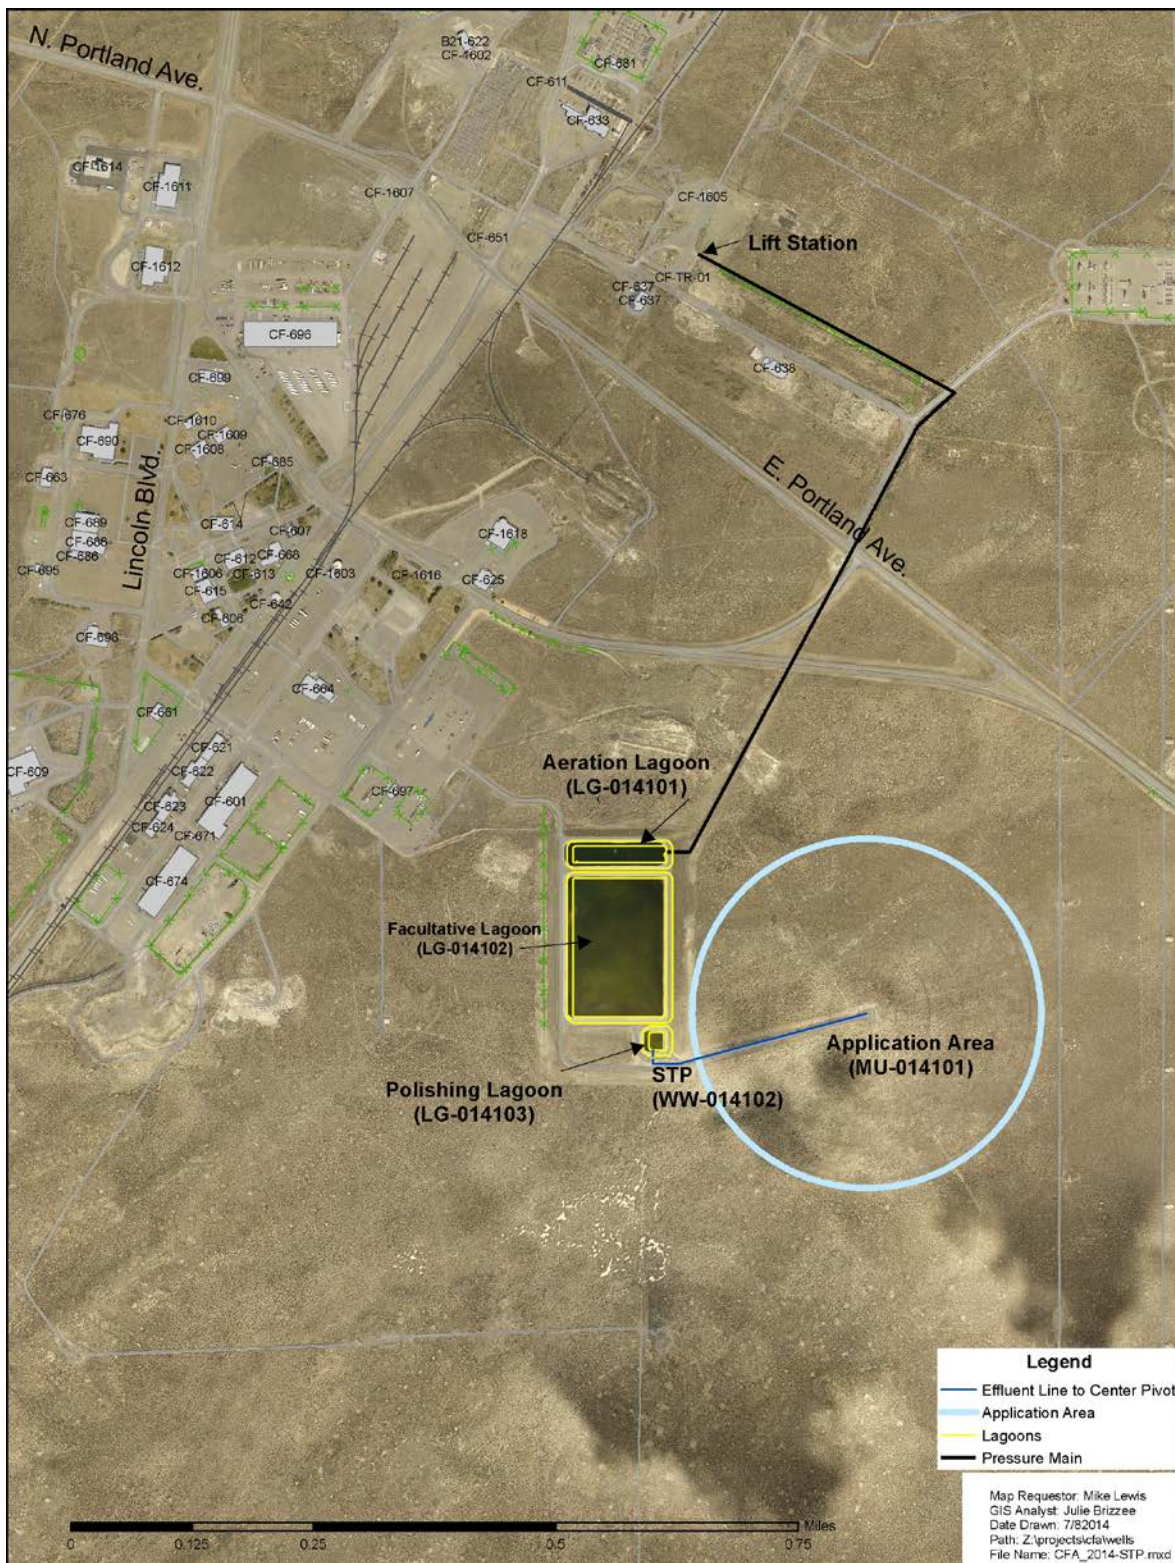 N. Portland Ave.
B21-622
CF-1602
CF-681
CF-611
CF-633
CF-1614
CF-1611
CF-1607
CF-1605
CF-651
Lift Station
CF-1612
CF-TR-01
CF-637
CF-637
CF-696
CF-638
CF-699
CF-676
CF-1610
CF-690
CF-1609
CF-1608
CF-685
CF-663
E. Portland Ave.
Lincoln Blvd.
CF-689
CF-614
CF-607
CF-1618
CF-688
CF-686
CF-612
CF-668
CF-695
CF-1606
CF-613
CF-1603
CF-1616
CF-625
CF-615
CF-642
CF-606
CF-698
CF-664
CF-661
CF-621
CF-609
CF-622
Aeration Lagoon
(LG-014101)
CF-697
CF-623
CF-601
CF-624
CF-671
CF-674
Facultative Lagoon
(LG-014102)
Application Area
(MU-014101)
STP
(WW-014102)
Polishing Lagoon
(LG-014103)
Legend
Effluent Line to Center Pivot
Application Area
Lagoons
Pressure Main
Map Requestor: Mike Lewis
GIS Analyst: Julie Brizzee
Date Drawn: 7/82014
Path: Z:\projects\cfa\wells
File Name: CFA_2014-STP.mxd
Miles
0 0.125 0.25 0.5 0.75